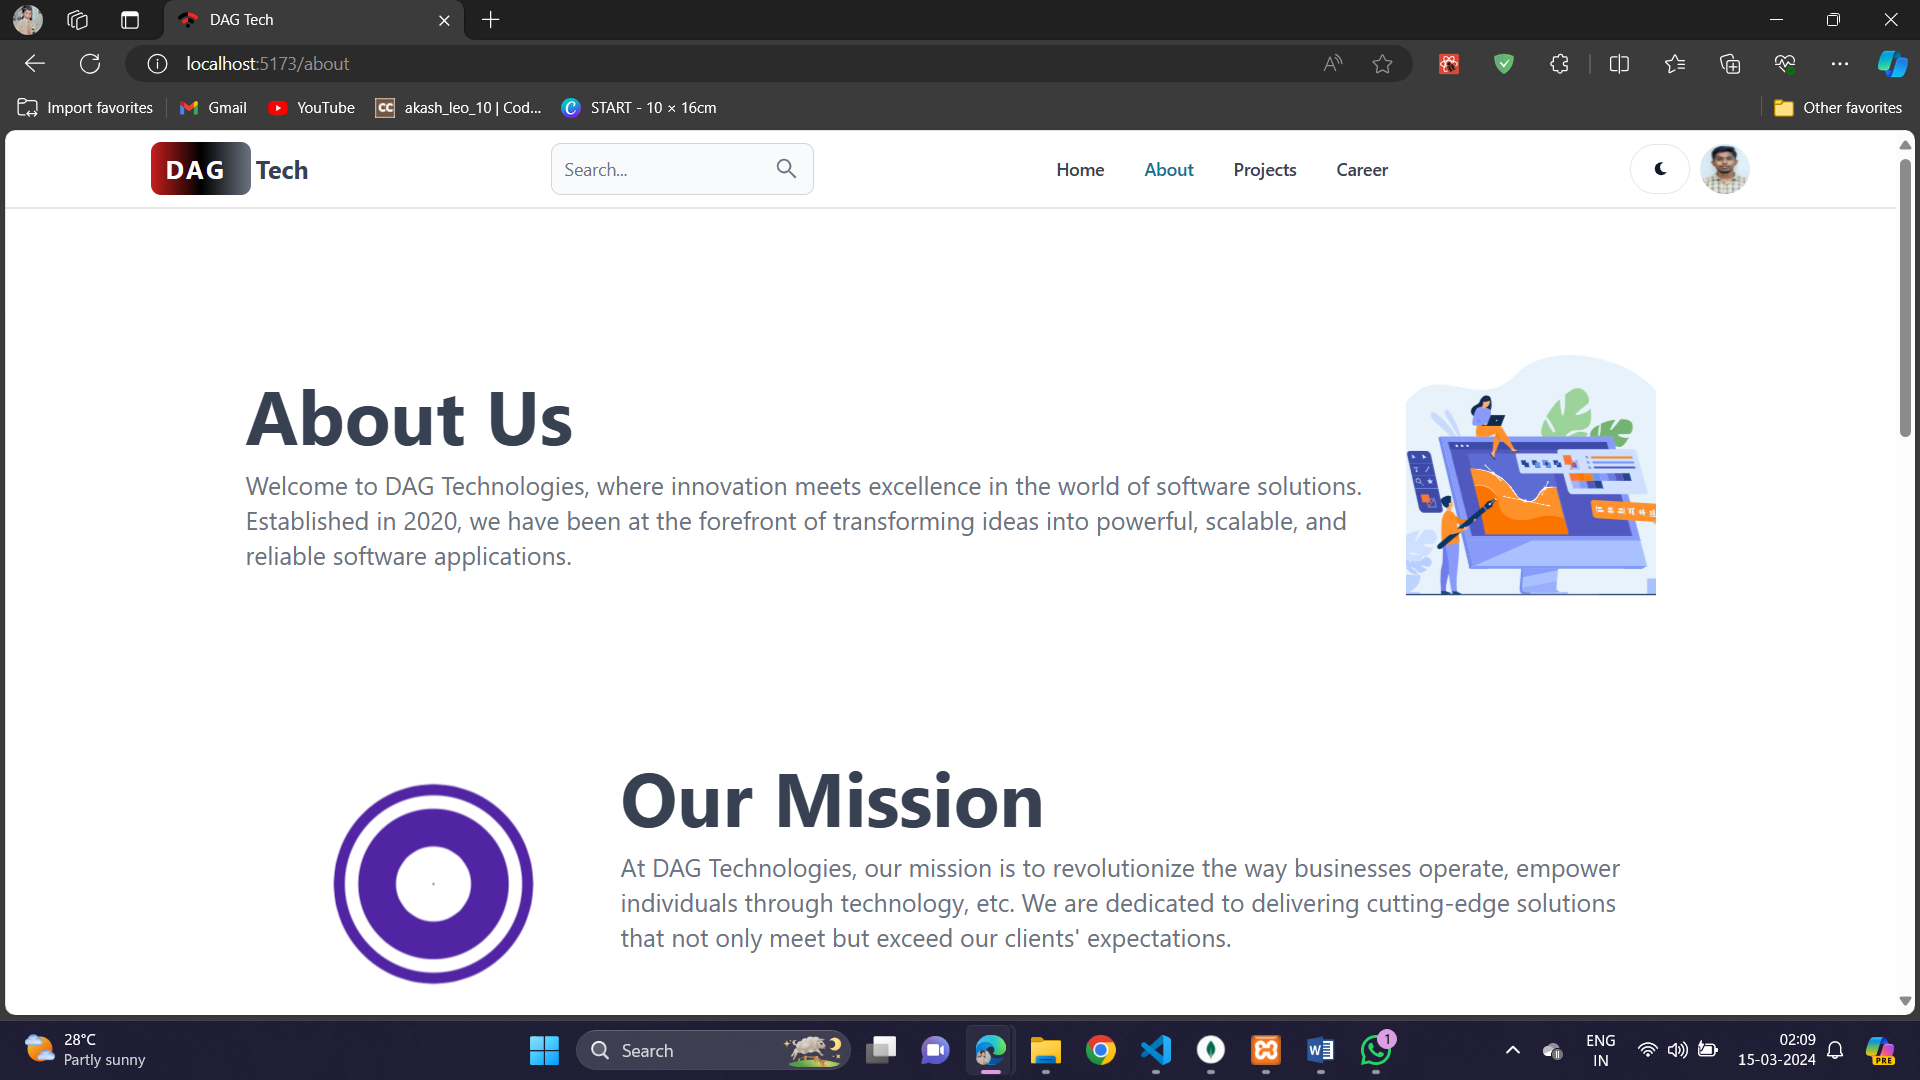 DAG Tech
localhost:5173/about
Import favorites
Gmail
YouTube
akash_leo_10 | Cod...
START - 10 × 16cm
Other favorites
DAG Tech
Search...
Home
About
Projects
Career
About Us
Welcome to DAG Technologies, where innovation meets excellence in the world of software solutions.
Established in 2020, we have been at the forefront of transforming ideas into powerful, scalable, and
reliable software applications.
Our Mission
At DAG Technologies, our mission is to revolutionize the way businesses operate, empower
individuals through technology, etc. We are dedicated to delivering cutting-edge solutions
that not only meet but exceed our clients' expectations.
28°C
Partly sunny
Search
1
ENG
IN
02:09
15-03-2024
PRE